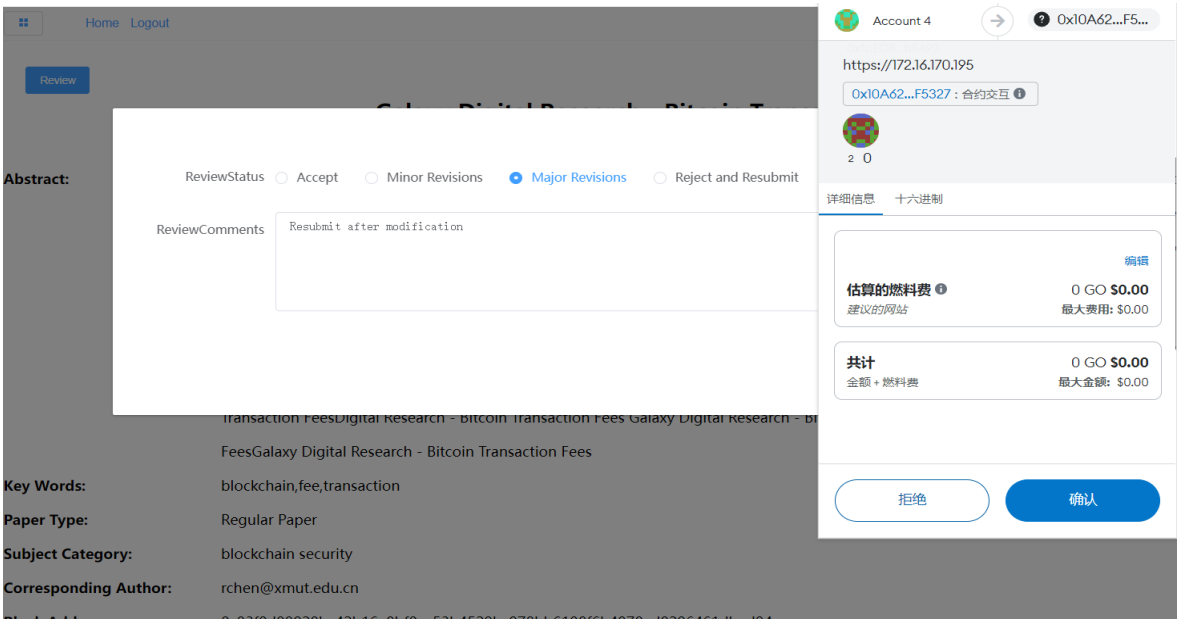 Home Logout
Account 4
0x10A62...F5...
Review
https://172.16.170.195
0x10A62...F5327 : 合约交互
2 0
详细信息 十六进制
Abstract:
ReviewStatus Accept Minor Revisions Major Revisions Reject and Resubmit
ReviewComments Resubmit after modification
编辑
估算的燃料费 0 GO $0.00
建议的网站 最大费用: $0.00
共计 0 GO $0.00
金额 + 燃料费 最大金额: $0.00
拒绝 确认
Transaction FeesDigital Research - Bitcoin Transaction Fees Galaxy Digital Research -
FeesGalaxy Digital Research - Bitcoin Transaction Fees
Key Words: blockchain,fee,transaction
Paper Type: Regular Paper
Subject Category: blockchain security
Corresponding Author: rchen@xmut.edu.cn